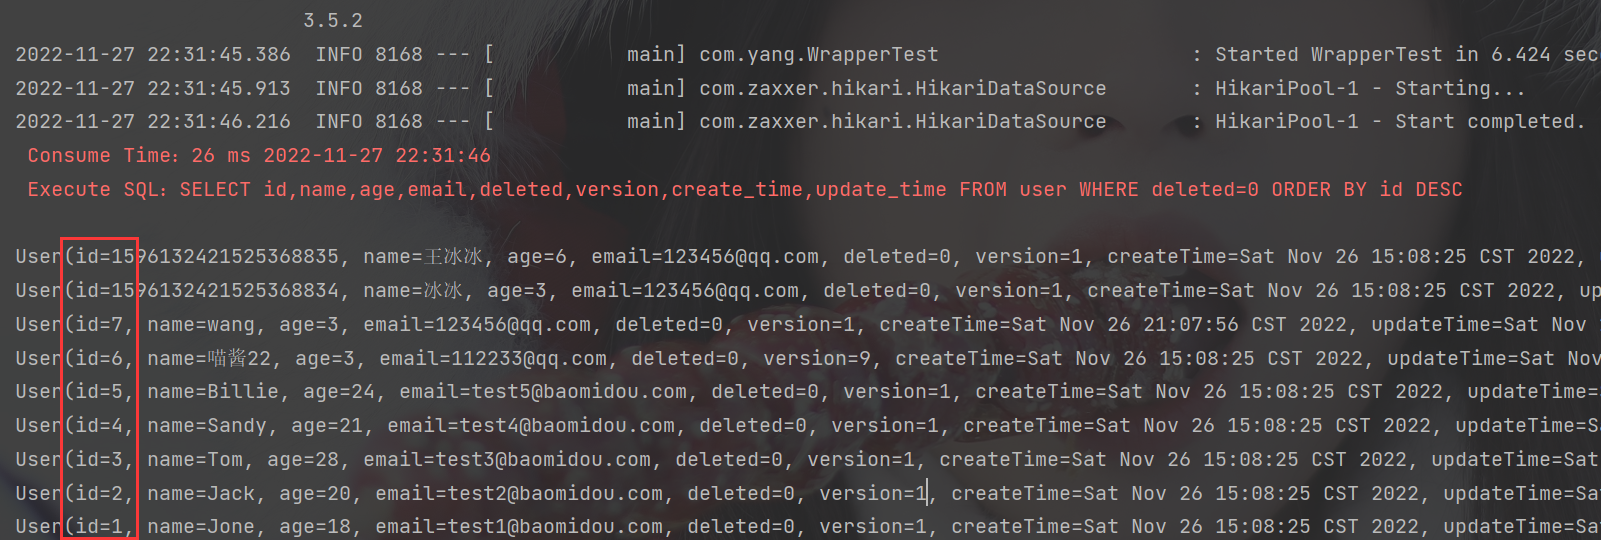 3.5.2
2022-11-27 22:31:45.386  INFO 8168 --- [           main] com.yang.WrapperTest                     : Started WrapperTest in 6.424
2022-11-27 22:31:45.913  INFO 8168 --- [           main] com.zaxxer.hikari.HikariDataSource       : HikariPool-1 - Starting...
2022-11-27 22:31:46.216  INFO 8168 --- [           main] com.zaxxer.hikari.HikariDataSource       : HikariPool-1 - Start completed.
Consume Time：26 ms 2022-11-27 22:31:46
Execute SQL：SELECT id,name,age,email,deleted,version,create_time,update_time FROM user WHERE deleted=0 ORDER BY id DESC
User(id=1596132421525368835, name=王冰冰, age=6, email=123456@qq.com, deleted=0, version=1, createTime=Sat Nov 26 15:08:25 CST 2022,
User(id=1596132421525368834, name=冰冰, age=3, email=123456@qq.com, deleted=0, version=1, createTime=Sat Nov 26 15:08:25 CST 2022, up
User(id=7, name=wang, age=3, email=123456@qq.com, deleted=0, version=1, createTime=Sat Nov 26 21:07:56 CST 2022, updateTime=Sat Nov
User(id=6, name=喵酱22, age=3, email=112233@qq.com, deleted=0, version=9, createTime=Sat Nov 26 15:08:25 CST 2022, updateTime=Sat Nov
User(id=5, name=Billie, age=24, email=test5@baomidou.com, deleted=0, version=1, createTime=Sat Nov 26 15:08:25 CST 2022, updateTime=
User(id=4, name=Sandy, age=21, email=test4@baomidou.com, deleted=0, version=1, createTime=Sat Nov 26 15:08:25 CST 2022, updateTime=Sa
User(id=3, name=Tom, age=28, email=test3@baomidou.com, deleted=0, version=1, createTime=Sat Nov 26 15:08:25 CST 2022, updateTime=Sat
User(id=2, name=Jack, age=20, email=test2@baomidou.com, deleted=0, version=1, createTime=Sat Nov 26 15:08:25 CST 2022, updateTime=Sa
User(id=1, name=Jone, age=18, email=test1@baomidou.com, deleted=0, version=1, createTime=Sat Nov 26 15:08:25 CST 2022, updateTime=Sa